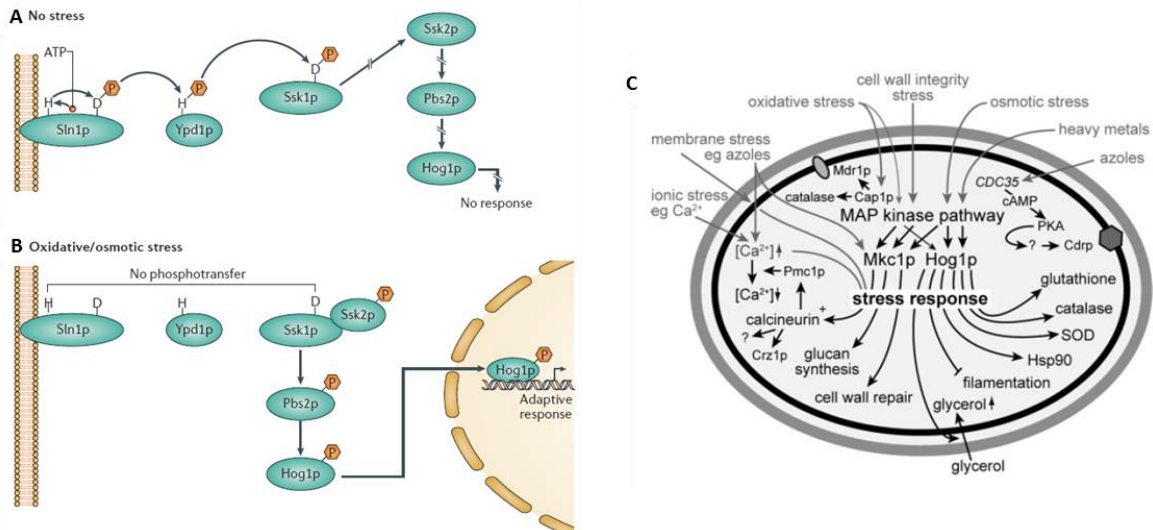 A No stress
ATP
H
D
P
Sln1p
H
P
Ypd1p
D
P
Ssk1p
Ssk2p
Pbs2p
Hog1p
No response
B Oxidative/osmotic stress
No phosphotransfer
H
D
Sln1p
H
Ypd1p
D
Ssk1p
Ssk2p
P
Pbs2p
P
Hog1p
P
Hog1p
P
Adaptive
response
C
cell wall integrity
stress
oxidative stress
osmotic stress
membrane stress
eg azoles
heavy metals
azoles
ionic stress
eg Ca2+
Mdr1p
catalase
Cap1p
CDC35
cAMP
PKA
?
Cdrp
MAP kinase pathway
[Ca2+]
Mkc1p
Hog1p
Pmc1p
[Ca2+]
stress response
calcineurin
+
?
Crz1p
glucan
synthesis
cell wall repair
glutathione
catalase
SOD
Hsp90
filamentation
glycerol
glycerol